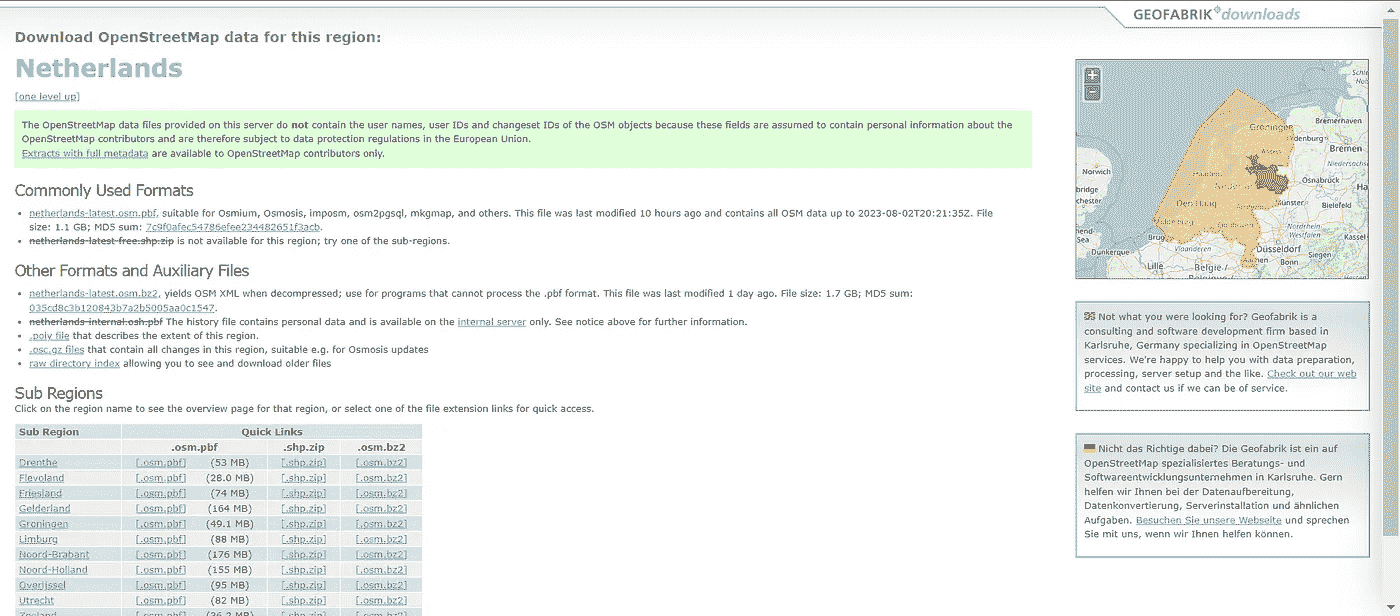 GEOFABRIK downloads
Download OpenStreetMap data for this region:
Netherlands
[one level up]
The OpenStreetMap data files provided on this server do not contain the user names, user IDs and changeset IDs of the OSM objects because these fields are assumed to contain personal information about the
OpenStreetMap contributors and are therefore subject to data protection regulations in the European Union.
Extracts with full metadata are available to OpenStreetMap contributors only.
Commonly Used Formats
netherlands-latest.osm.pbf, suitable for Osmium, Osmosis, imposm, osm2pgsql, mkgmap, and others. This file was last modified 10 hours ago and contains all OSM data up to 2023-08-02T20:21:35Z. File
size: 1.1 GB; MD5 sum: 7c9f0afec54786efee234482651f3acb.
netherlands-latest-free.shp.zip is not available for this region; try one of the sub-regions.
Other Formats and Auxiliary Files
netherlands-latest.osm.bz2, yields OSM XML when decompressed; use for programs that cannot process the .pbf format. This file was last modified 1 day ago. File size: 1.7 GB; MD5 sum:
035cd8c3b120843b7a2b5005aa0c1547.
netherlands-internal.osh.pbf The history file contains personal data and is available on the internal server only. See notice above for further information.
.poly file that describes the extent of this region.
.osc.gz files that contain all changes in this region, suitable e.g. for Osmosis updates
raw directory index allowing you to see and download older files
Sub Regions
Click on the region name to see the overview page for that region, or select one of the file extension links for quick access.
Sub Region Quick Links
.osm.pbf .shp.zip .osm.bz2
Drenthe [.osm.pbf] (53 MB) [.shp.zip] [.osm.bz2]
Flevoland [.osm.pbf] (28.0 MB) [.shp.zip] [.osm.bz2]
Friesland [.osm.pbf] (74 MB) [.shp.zip] [.osm.bz2]
Gelderland [.osm.pbf] (164 MB) [.shp.zip] [.osm.bz2]
Groningen [.osm.pbf] (49.1 MB) [.shp.zip] [.osm.bz2]
Limburg [.osm.pbf] (88 MB) [.shp.zip] [.osm.bz2]
Noord-Brabant [.osm.pbf] (176 MB) [.shp.zip] [.osm.bz2]
Noord-Holland [.osm.pbf] (155 MB) [.shp.zip] [.osm.bz2]
Overijssel [.osm.pbf] (95 MB) [.shp.zip] [.osm.bz2]
Utrecht [.osm.pbf] (82 MB) [.shp.zip] [.osm.bz2]
Groningen
Bremerhaven
Oldenburg
Bremen
Assen
Norwich
Haarlem
Osnabrück
Den Haag
Münster
Bielefeld
Eindhoven
Brug
Vlaanderen
Nordrhein-
Westfalen
Kassel
Dunkerque
Düsseldorf
Lille
België /
Bonn
Siegen
Not what you were looking for? Geofabrik is a
consulting and software development firm based in
Karlsruhe, Germany specializing in OpenStreetMap
services. We're happy to help you with data preparation,
processing, server setup and the like. Check out our web
site and contact us if we can be of service.
Nicht das Richtige dabei? Die Geofabrik ist ein auf
OpenStreetMap spezialisiertes Beratungs- und
Softwareentwicklungsunternehmen in Karlsruhe. Gern
helfen wir Ihnen bei der Datenaufbereitung,
Datenkonvertierung, Serverinstallation und ähnlichen
Aufgaben. Besuchen Sie unsere Webseite und sprechen
Sie mit uns, wenn wir Ihnen helfen können.